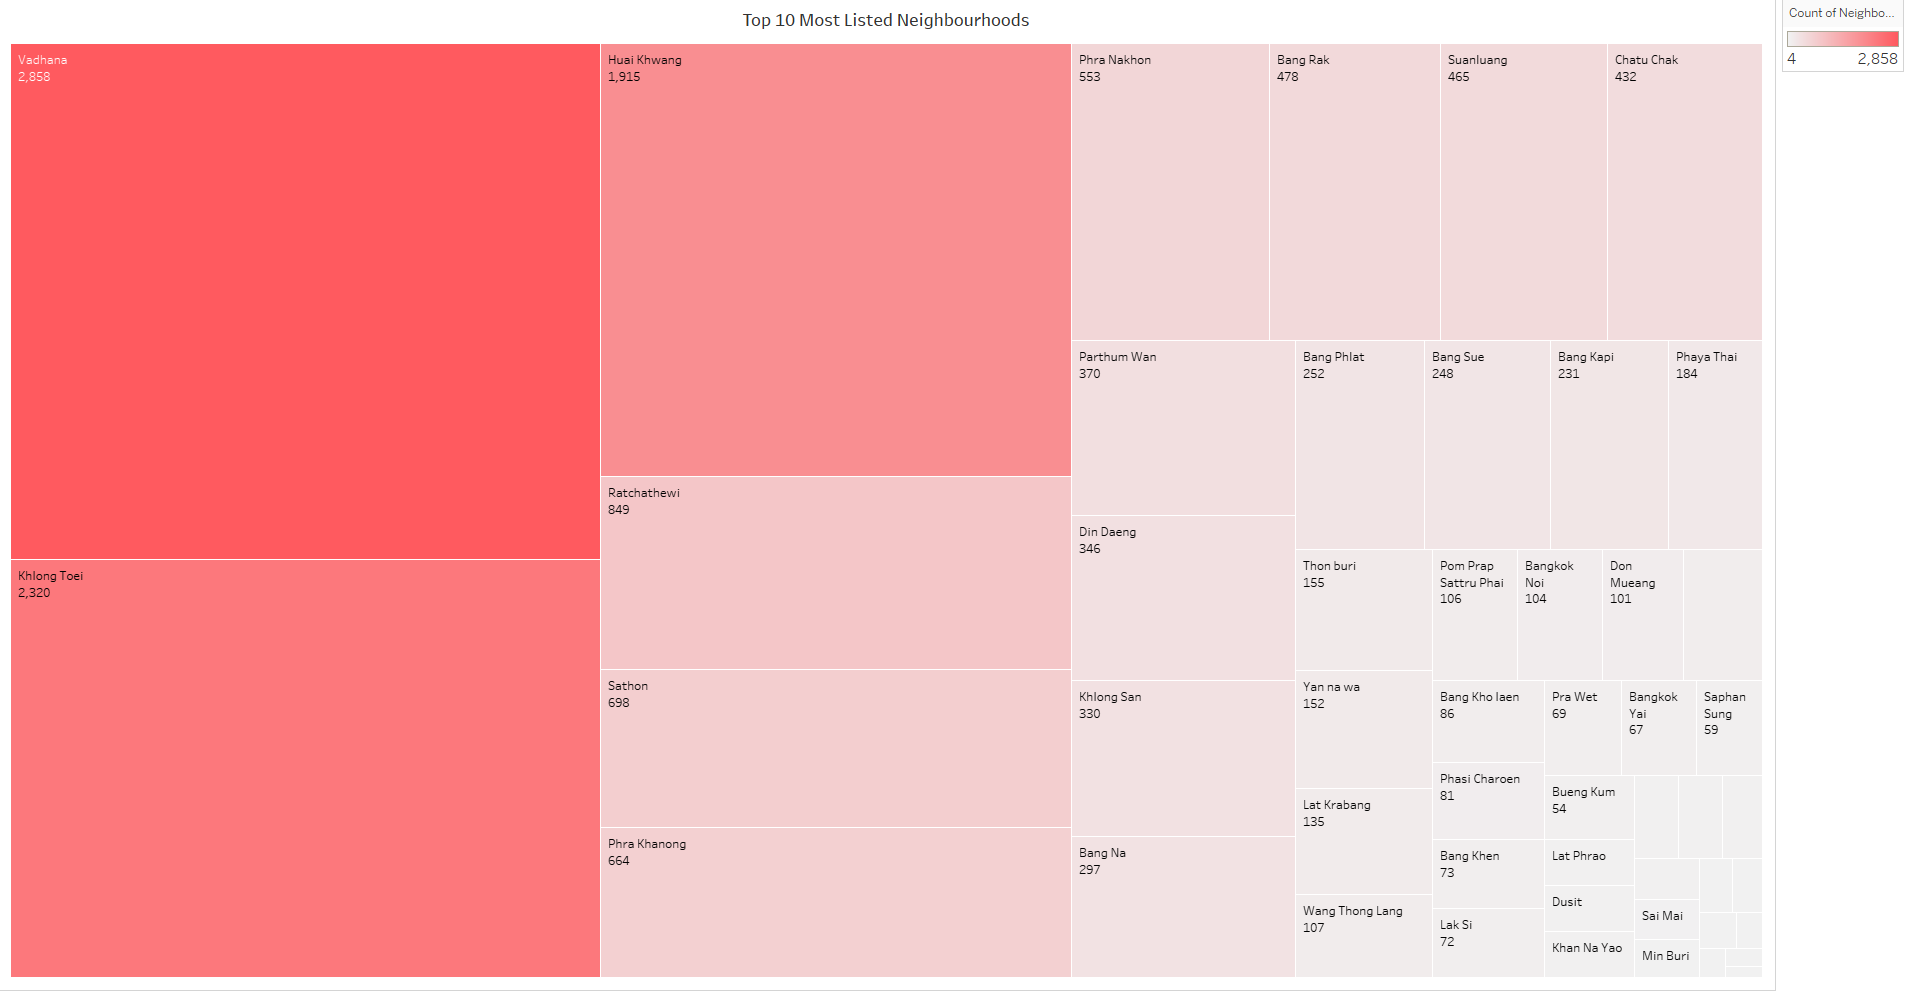 Top 10 Most Listed Neighbourhoods
Count of Neighbo...
4 2,858
Vadhana
2,858
Khlong Toei
2,320
Huai Khwang
1,915
Ratchathewi
849
Sathon
698
Phra Khanong
664
Phra Nakhon
553
Bang Rak
478
Suanluang
465
Chatu Chak
432
Parthum Wan
370
Din Daeng
346
Khlong San
330
Bang Na
297
Bang Phlat
252
Bang Sue
248
Bang Kapi
231
Phaya Thai
184
Thon buri
155
Yan na wa
152
Lat Krabang
135
Wang Thong Lang
107
Pom Prap
Sattru Phai
106
Bangkok
Noi
104
Don
Mueang
101
Bang Kho laen
86
Phasi Charoen
81
Bang Khen
73
Lak Si
72
Pra Wet
69
Bangkok
Yai
67
Saphan
Sung
59
Bueng Kum
54
Lat Phrao
Dusit
Khan Na Yao
Sai Mai
Min Buri